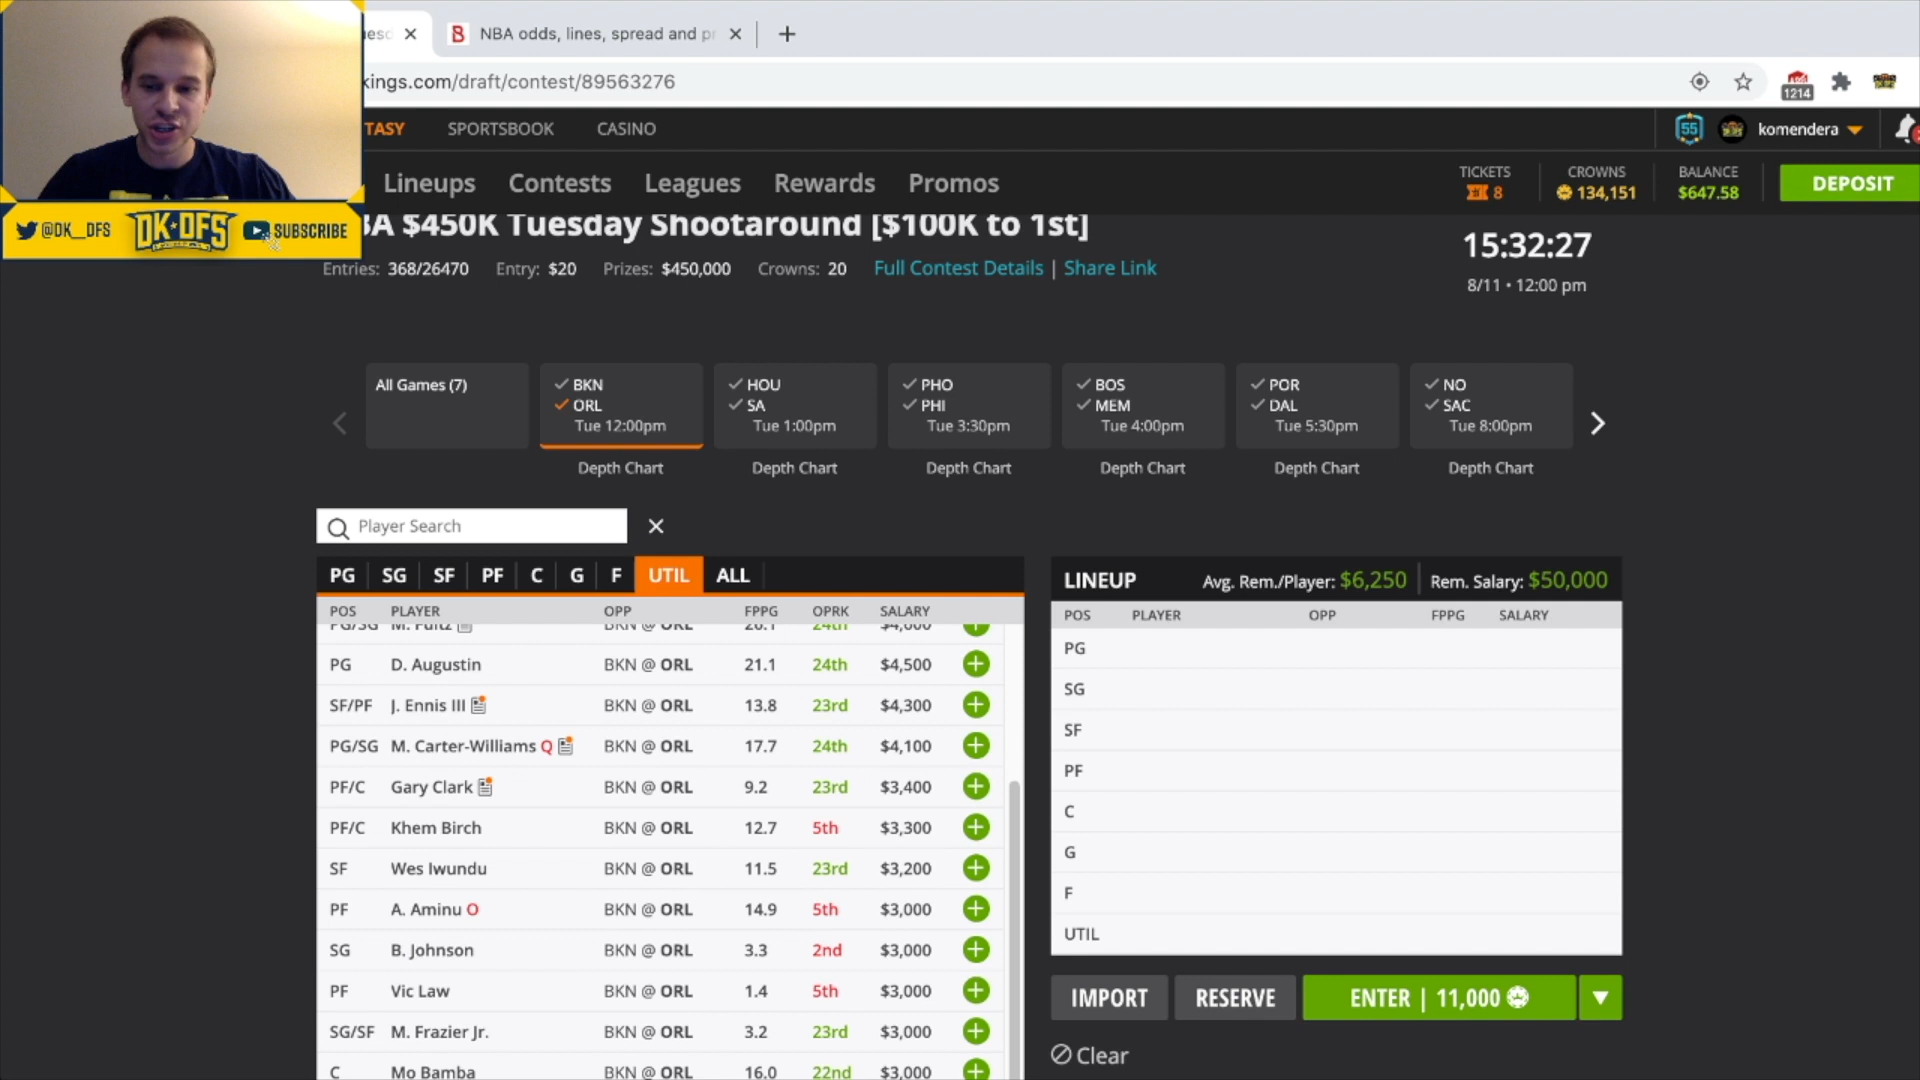 NBA odds, lines, spread and pr
kings.com/draft/contest/89563276
1214
TASY SPORTSBOOK CASINO
55 komendera
Lineups Contests Leagues Rewards Promos
TICKETS 8
CROWNS 134,151
BALANCE $647.58
DEPOSIT
@DK__DFS DK DFS SUBSCRIBE
A $450K Tuesday Shootaround [$100K to 1st]
Entries: 368/26470 Entry: $20 Prizes: $450,000 Crowns: 20 Full Contest Details | Share Link
15:32:27
8/11 • 12:00 pm
All Games (7)
BKN
ORL
Tue 12:00pm
Depth Chart
HOU
SA
Tue 1:00pm
Depth Chart
PHO
PHI
Tue 3:30pm
Depth Chart
BOS
MEM
Tue 4:00pm
Depth Chart
POR
DAL
Tue 5:30pm
Depth Chart
NO
SAC
Tue 8:00pm
Depth Chart
Player Search
PG SG SF PF C G F UTIL ALL
POS PLAYER OPP FPPG OPRK SALARY
PG/SG M. Fultz BKN @ ORL 24th
PG D. Augustin BKN @ ORL 21.1 24th $4,500
SF/PF J. Ennis III BKN @ ORL 13.8 23rd $4,300
PG/SG M. Carter-Williams Q BKN @ ORL 17.7 24th $4,100
PF/C Gary Clark BKN @ ORL 9.2 23rd $3,400
PF/C Khem Birch BKN @ ORL 12.7 5th $3,300
SF Wes Iwundu BKN @ ORL 11.5 23rd $3,200
PF A. Aminu O BKN @ ORL 14.9 5th $3,000
SG B. Johnson BKN @ ORL 3.3 2nd $3,000
PF Vic Law BKN @ ORL 1.4 5th $3,000
SG/SF M. Frazier Jr. BKN @ ORL 3.2 23rd $3,000
C Mo Bamba BKN @ ORL 16.0 22nd $3,000
LINEUP Avg. Rem./Player: $6,250 Rem. Salary: $50,000
POS PLAYER OPP FPPG SALARY
PG
SG
SF
PF
C
G
F
UTIL
IMPORT RESERVE ENTER | 11,000
Clear